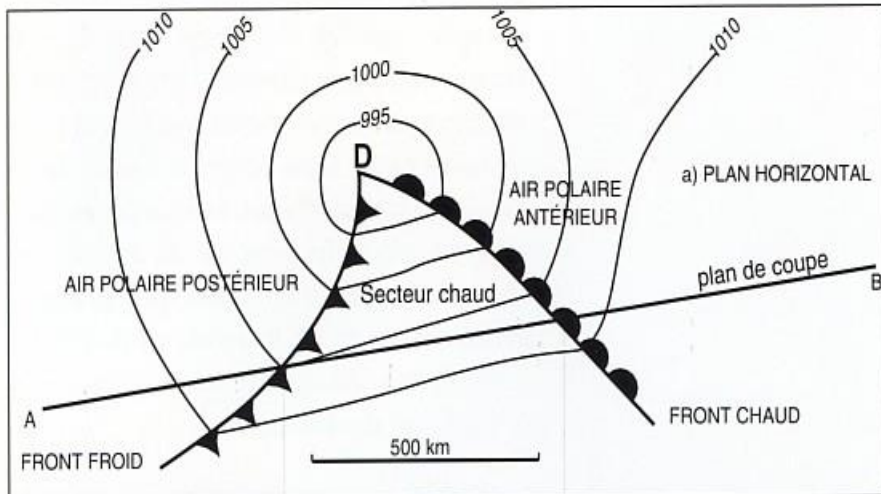 1010
1005
1005
1010
1000
995
D
AIR POLAIRE
ANTÉRIEUR
a) PLAN HORIZONTAL
AIR POLAIRE POSTÉRIEUR
Secteur chaud
plan de coupe
B
A
FRONT CHAUD
FRONT FROID
500 km